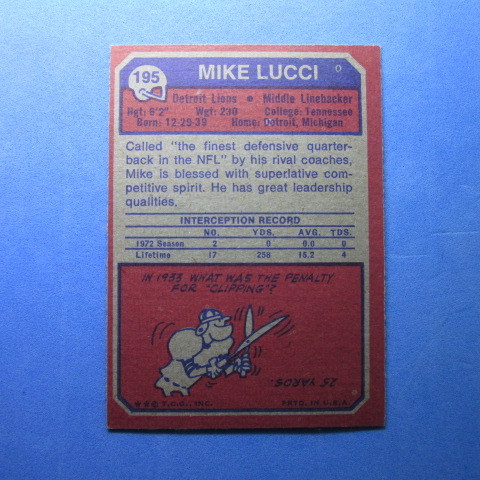 195
MIKE LUCCI
Detroit Lions • Middle Linebacker
Hgt: 6'2" Wgt: 230 College: Tennessee
Born: 12-29-39 Home: Detroit, Michigan
Called "the finest defensive quarter-
back in the NFL" by his rival coaches,
Mike is blessed with superlative com-
petitive spirit. He has great leadership
qualities.
INTERCEPTION RECORD
NO. YDS. AVG. TDS.
1972 Season 2 0 0.0 0
Lifetime 17 258 15.2 4
IN 1933 WHAT WAS THE PENALTY
FOR "CLIPPING"?
25 YARDS.
★★© T.C.G., INC. PRTD. IN U.S.A.